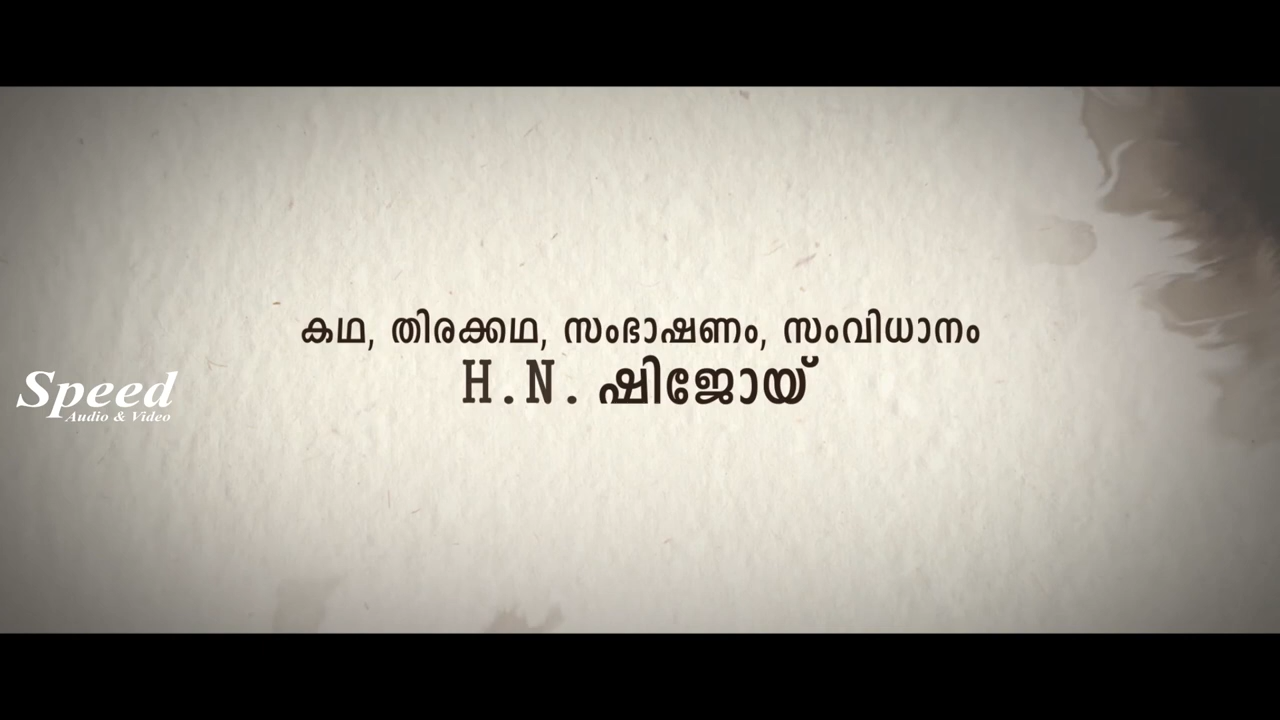 കഥ, തിരക്കഥ, സംഭാഷണം, സംവിധാനം
H.N. ഷിജോയ്
Speed
Audio & Video